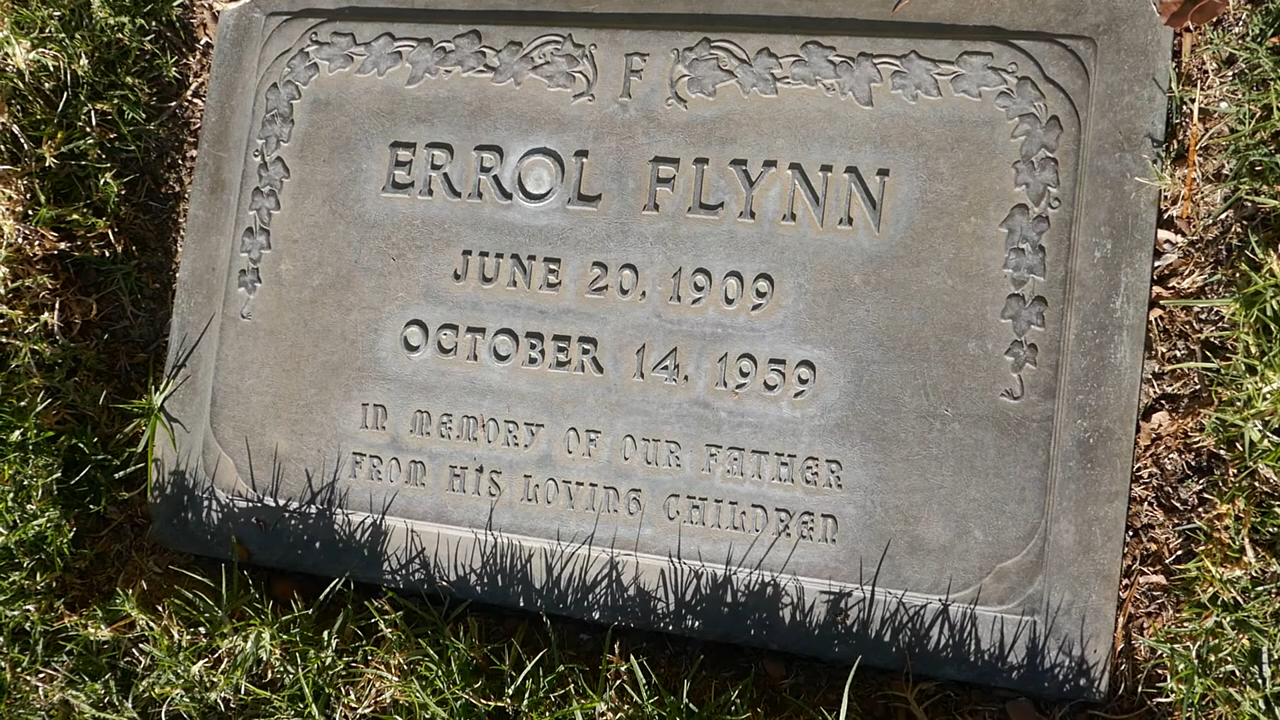 F
ERROL FLYNN
JUNE 20, 1909
OCTOBER 14, 1959
IN MEMORY OF OUR FATHER
FROM HIS LOVING CHILDREN